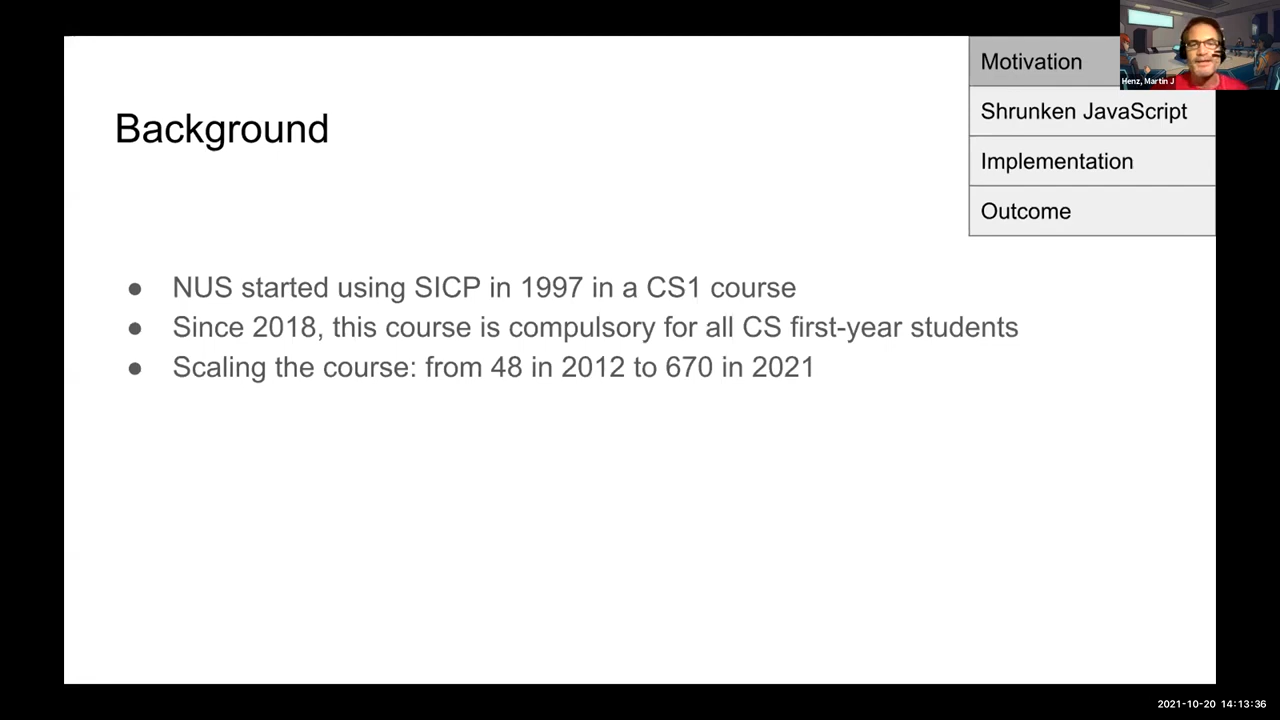 Motivation
Henz, Martin J
Shrunken JavaScript
Background
Implementation
Outcome
● NUS started using SICP in 1997 in a CS1 course
● Since 2018, this course is compulsory for all CS first-year students
● Scaling the course: from 48 in 2012 to 670 in 2021
2021-10-20 14:13:36